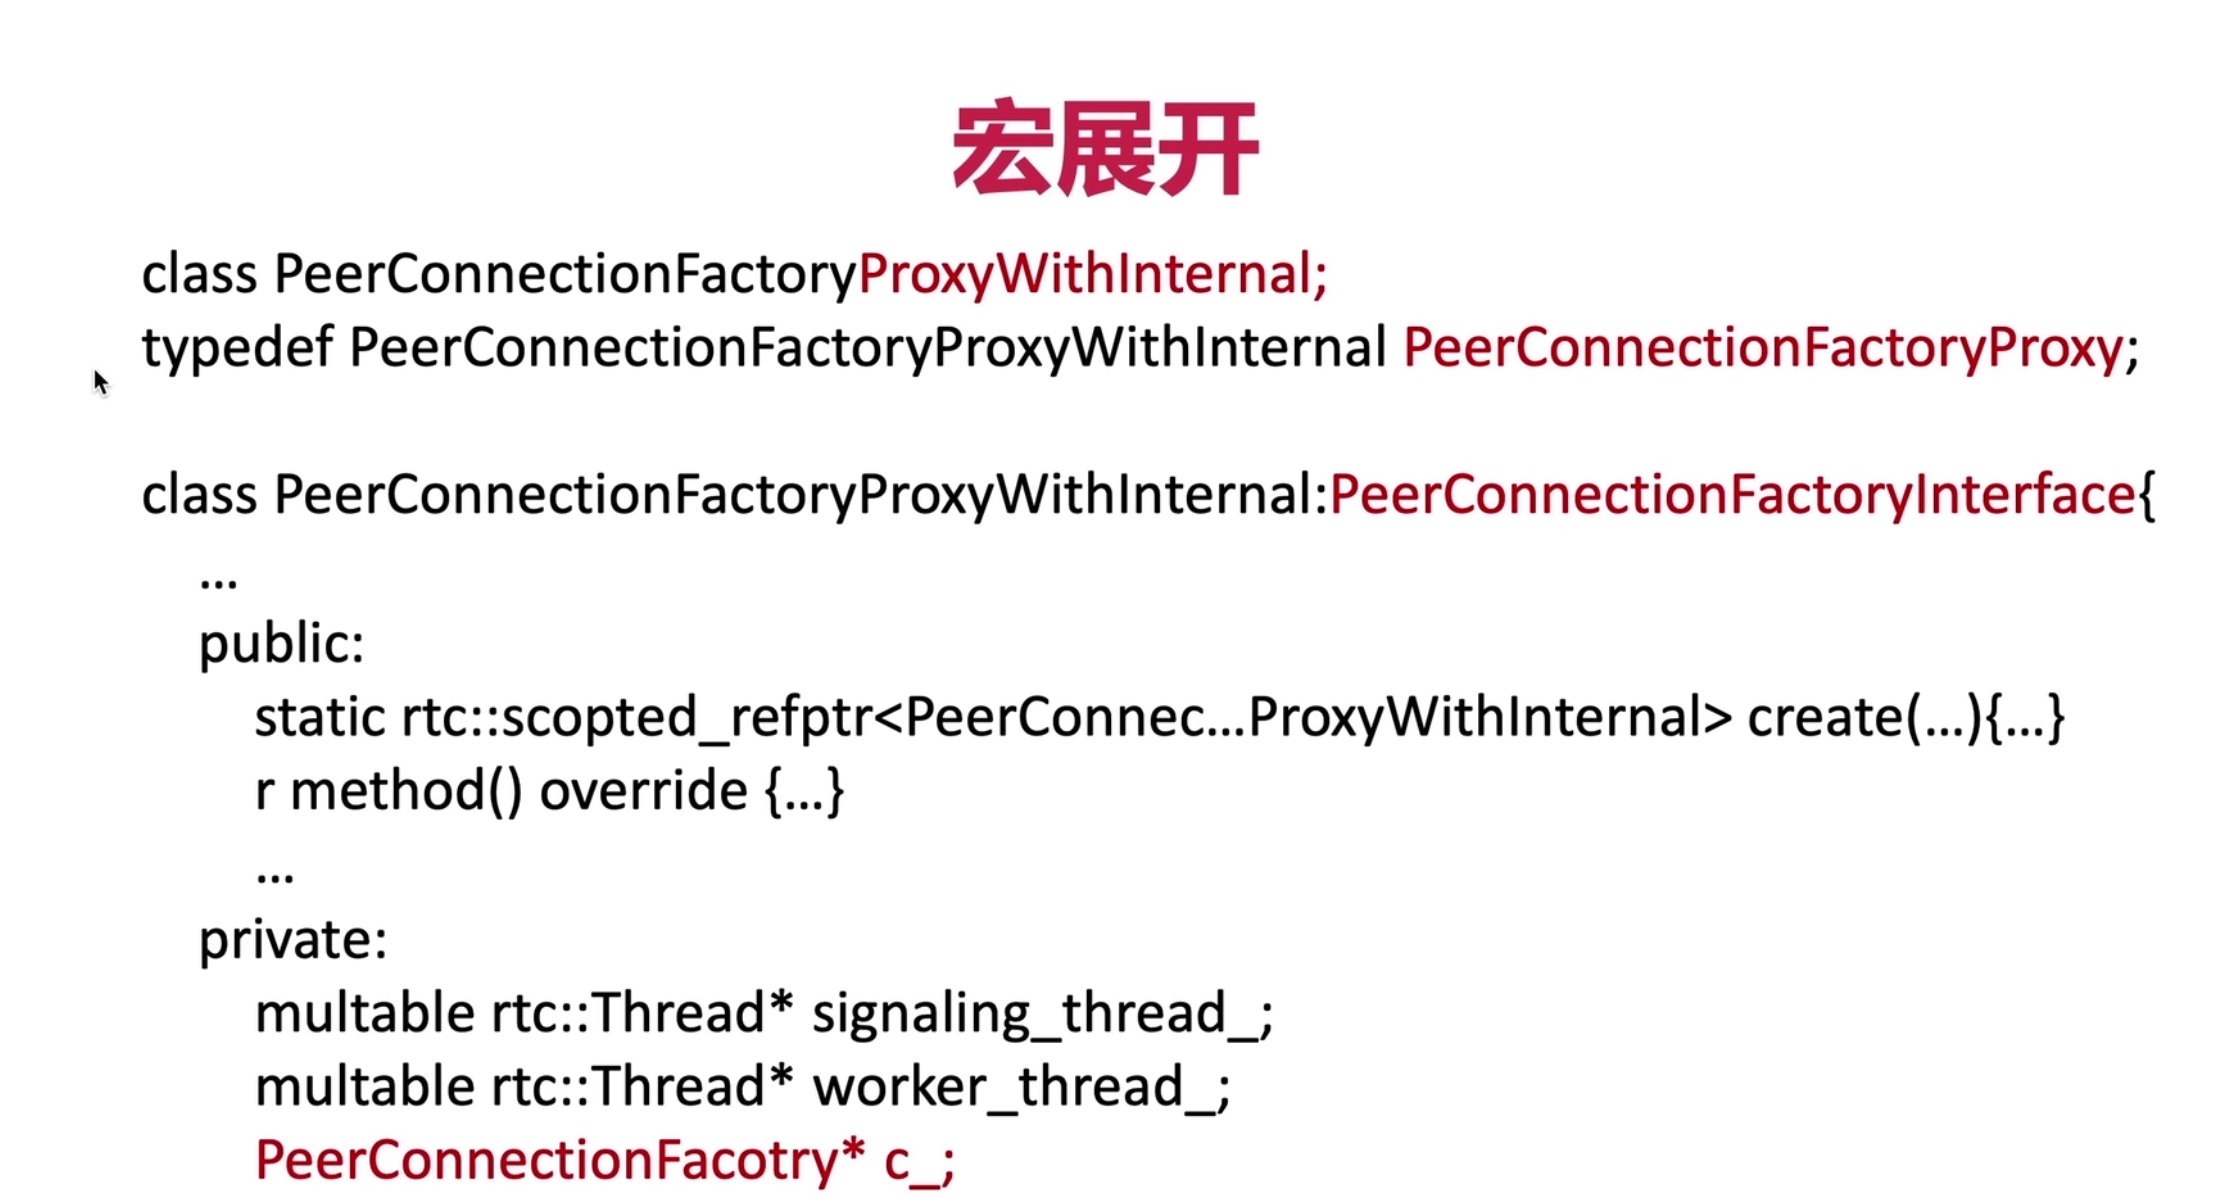 宏展开
class PeerConnectionFactoryProxyWithInternal;
typedef PeerConnectionFactoryProxyWithInternal PeerConnectionFactoryProxy;
class PeerConnectionFactoryProxyWithInternal:PeerConnectionFactoryInterface{
...
public:
static rtc::scopted_refptr<PeerConnec...ProxyWithInternal> create(...){...}
r method() override {...}
...
private:
multable rtc::Thread* signaling_thread_;
multable rtc::Thread* worker_thread_;
PeerConnectionFacotry* c_;